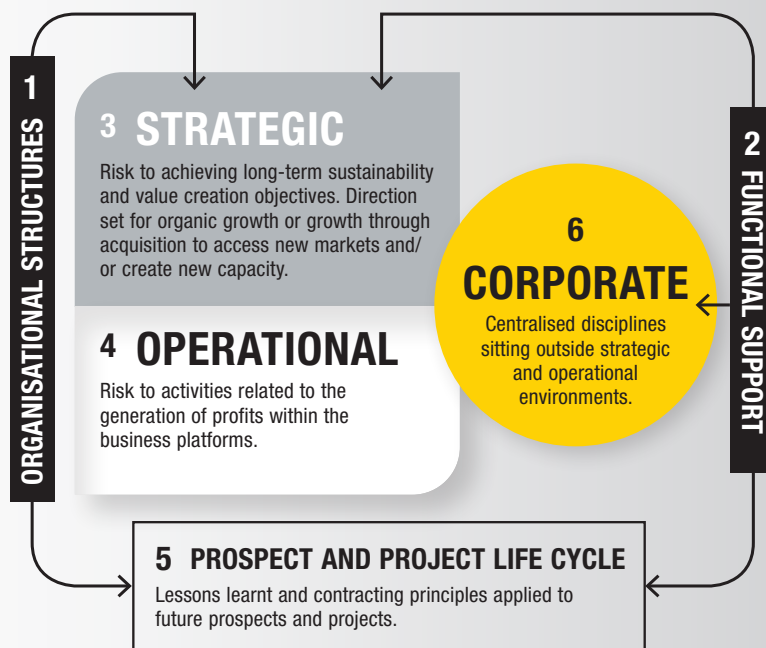 1 ORGANISATIONAL STRUCTURES
3 STRATEGIC
Risk to achieving long-term sustainability
and value creation objectives. Direction
set for organic growth or growth through
acquisition to access new markets and/
or create new capacity.
4 OPERATIONAL
Risk to activities related to the
generation of profits within the
business platforms.
6
CORPORATE
Centralised disciplines
sitting outside strategic
and operational
environments.
2 FUNCTIONAL SUPPORT
5 PROSPECT AND PROJECT LIFE CYCLE
Lessons learnt and contracting principles applied to
future prospects and projects.